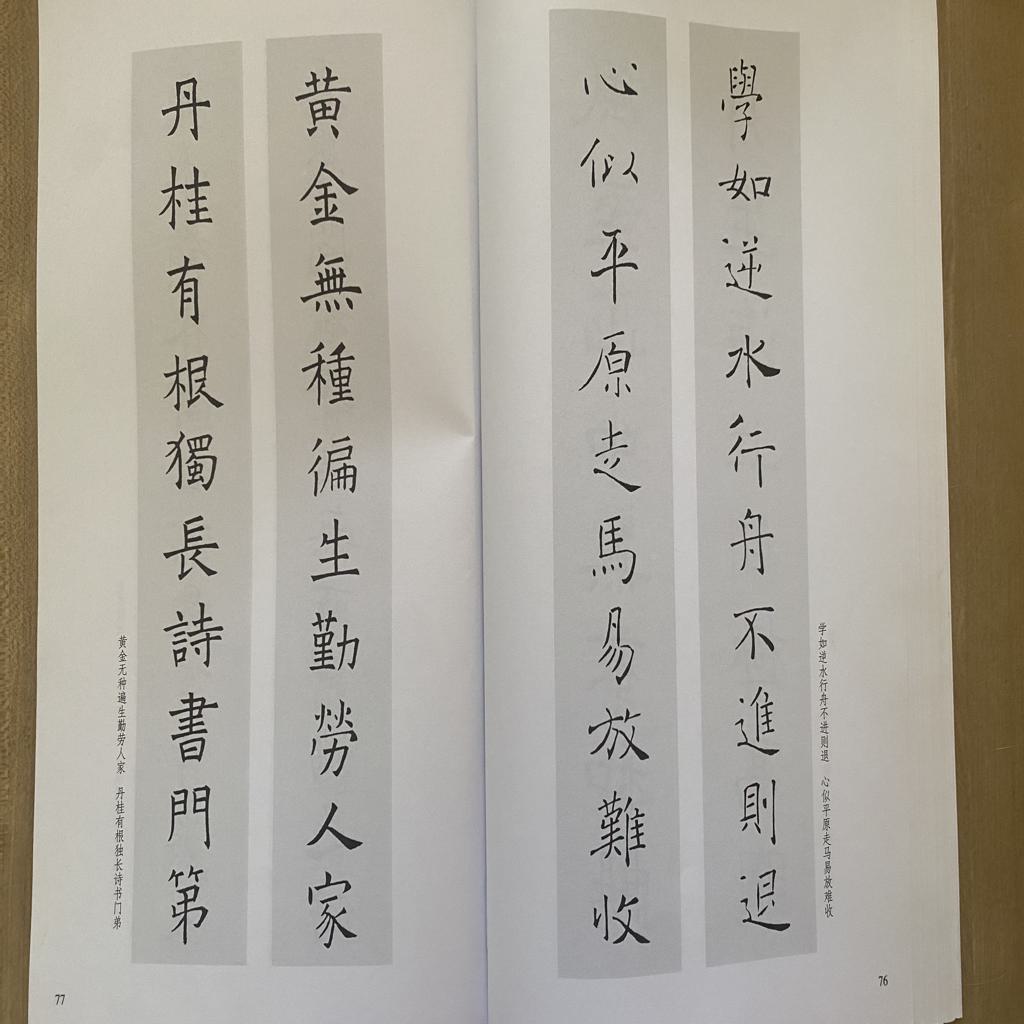 學如逆水行舟不進則退
心似平原走馬易放難收
学如逆水行舟不进则退 心似平原走马易放难收
76
黄金無種徧生勤勞人家
丹桂有根獨長詩書門第
黄金无种遍生勤劳人家 丹桂有根独长诗书门弟
77